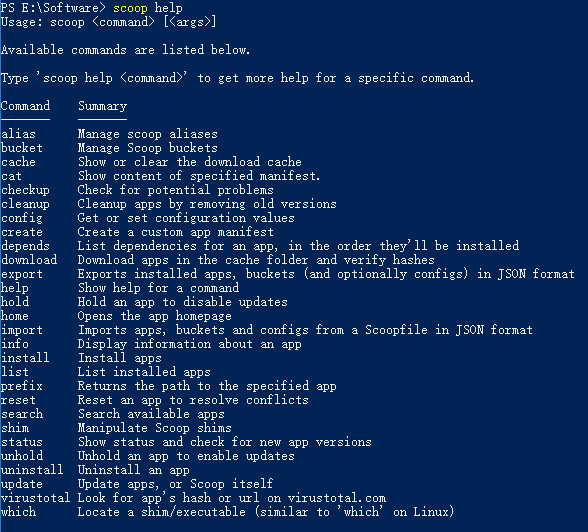 PS E:\Software> scoop help
Usage: scoop <command> [<args>]
Available commands are listed below.
Type 'scoop help <command>' to get more help for a specific command.
Command Summary
------- -------
alias Manage scoop aliases
bucket Manage Scoop buckets
cache Show or clear the download cache
cat Show content of specified manifest.
checkup Check for potential problems
cleanup Cleanup apps by removing old versions
config Get or set configuration values
create Create a custom app manifest
depends List dependencies for an app, in the order they'll be installed
download Download apps in the cache folder and verify hashes
export Exports installed apps, buckets (and optionally configs) in JSON format
help Show help for a command
hold Hold an app to disable updates
home Opens the app homepage
import Imports apps, buckets and configs from a Scoopfile in JSON format
info Display information about an app
install Install apps
list List installed apps
prefix Returns the path to the specified app
reset Reset an app to resolve conflicts
search Search available apps
shim Manipulate Scoop shims
status Show status and check for new app versions
unhold Unhold an app to enable updates
uninstall Uninstall an app
update Update apps, or Scoop itself
virustotal Look for app's hash or url on virustotal.com
which Locate a shim/executable (similar to 'which' on Linux)